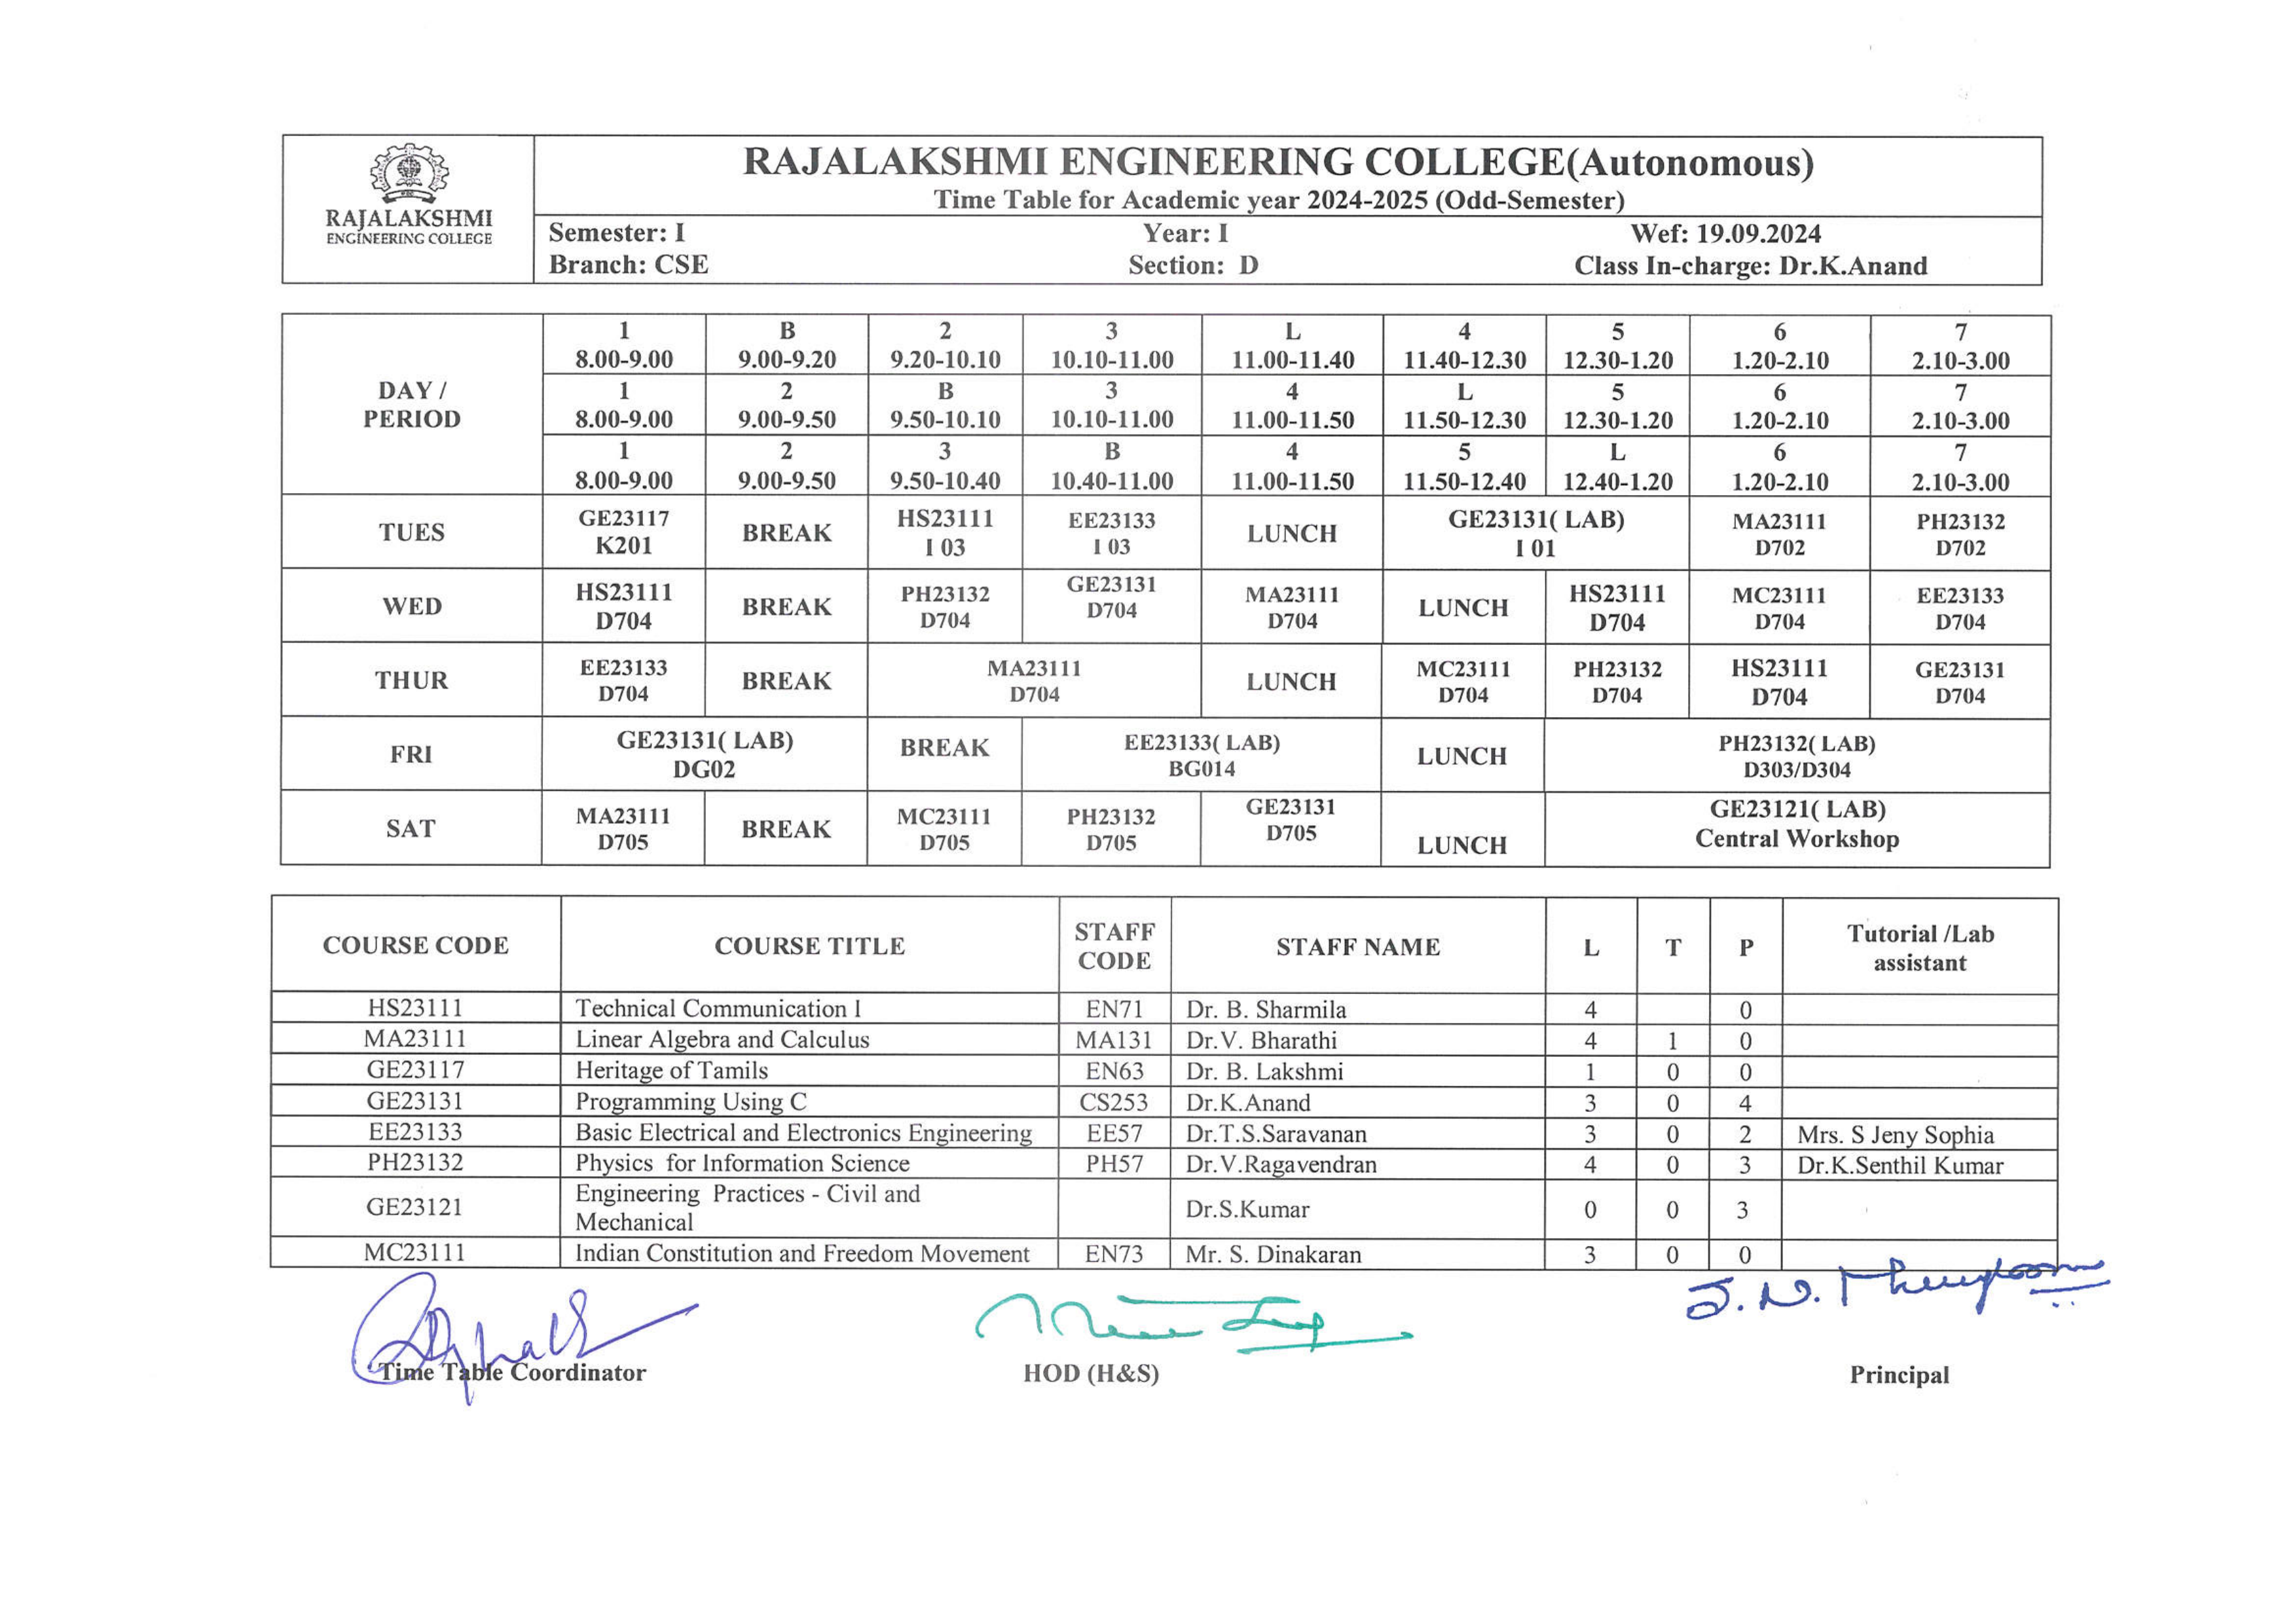 RAJALAKSHMI
ENGINEERING COLLEGE
RAJALAKSHMI ENGINEERING COLLEGE(Autonomous)
Time Table for Academic year 2024-2025 (Odd-Semester)
Semester: I Year: I Wef: 19.09.2024
Branch: CSE Section: D Class In-charge: Dr.K.Anand
DAY / PERIOD
1 B 2 3 L 4 5 6 7
8.00-9.00 9.00-9.20 9.20-10.10 10.10-11.00 11.00-11.40 11.40-12.30 12.30-1.20 1.20-2.10 2.10-3.00
1 2 B 3 4 L 5 6 7
8.00-9.00 9.00-9.50 9.50-10.10 10.10-11.00 11.00-11.50 11.50-12.30 12.30-1.20 1.20-2.10 2.10-3.00
1 2 3 B 4 5 L 6 7
8.00-9.00 9.00-9.50 9.50-10.40 10.40-11.00 11.00-11.50 11.50-12.40 12.40-1.20 1.20-2.10 2.10-3.00
TUES GE23117 BREAK HS23111 EE23133 LUNCH GE23131( LAB) MA23111 PH23132
K201 I 03 I 03 I 01 D702 D702
WED HS23111 BREAK PH23132 GE23131 MA23111 LUNCH HS23111 MC23111 EE23133
D704 D704 D704 D704 D704 D704 D704
THUR EE23133 BREAK MA23111 LUNCH MC23111 PH23132 HS23111 GE23131
D704 D704 D704 D704 D704 D704
FRI GE23131( LAB) BREAK EE23133( LAB) LUNCH PH23132( LAB)
DG02 BG014 D303/D304
SAT MA23111 BREAK MC23111 PH23132 GE23131 LUNCH GE23121( LAB)
D705 D705 D705 D705 Central Workshop
COURSE CODE COURSE TITLE STAFF CODE STAFF NAME L T P Tutorial /Lab assistant
HS23111 Technical Communication I EN71 Dr. B. Sharmila 4 0
MA23111 Linear Algebra and Calculus MA131 Dr.V. Bharathi 4 1 0
GE23117 Heritage of Tamils EN63 Dr. B. Lakshmi 1 0 0
GE23131 Programming Using C CS253 Dr.K.Anand 3 0 4
EE23133 Basic Electrical and Electronics Engineering EE57 Dr.T.S.Saravanan 3 0 2 Mrs. S Jeny Sophia
PH23132 Physics for Information Science PH57 Dr.V.Ragavendran 4 0 3 Dr.K.Senthil Kumar
GE23121 Engineering Practices - Civil and Mechanical Dr.S.Kumar 0 0 3
MC23111 Indian Constitution and Freedom Movement EN73 Mr. S. Dinakaran 3 0 0
Time Table Coordinator HOD (H&S) Principal